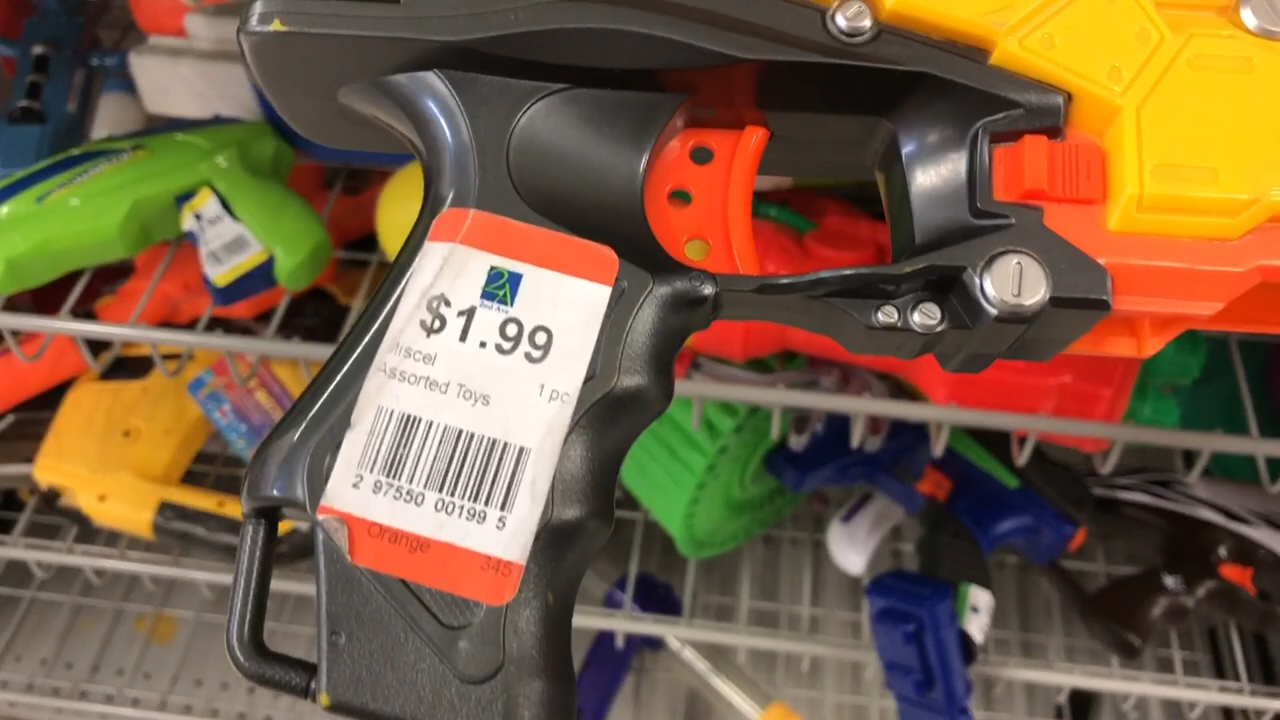 2A
2nd Ave
$1.99
Miscel
Assorted Toys 1 pc
2 97550 00199 5
Orange
345